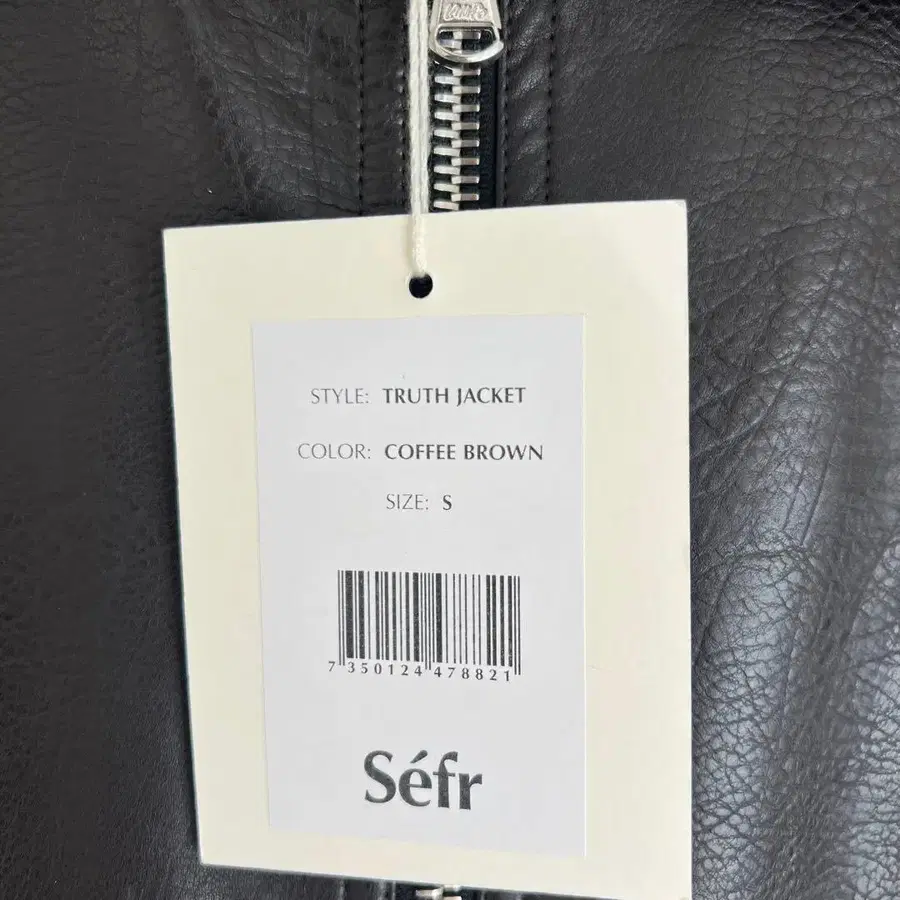 STYLE: TRUTH JACKET
COLOR: COFFEE BROWN
SIZE: S
7 350124 478821
Séfr